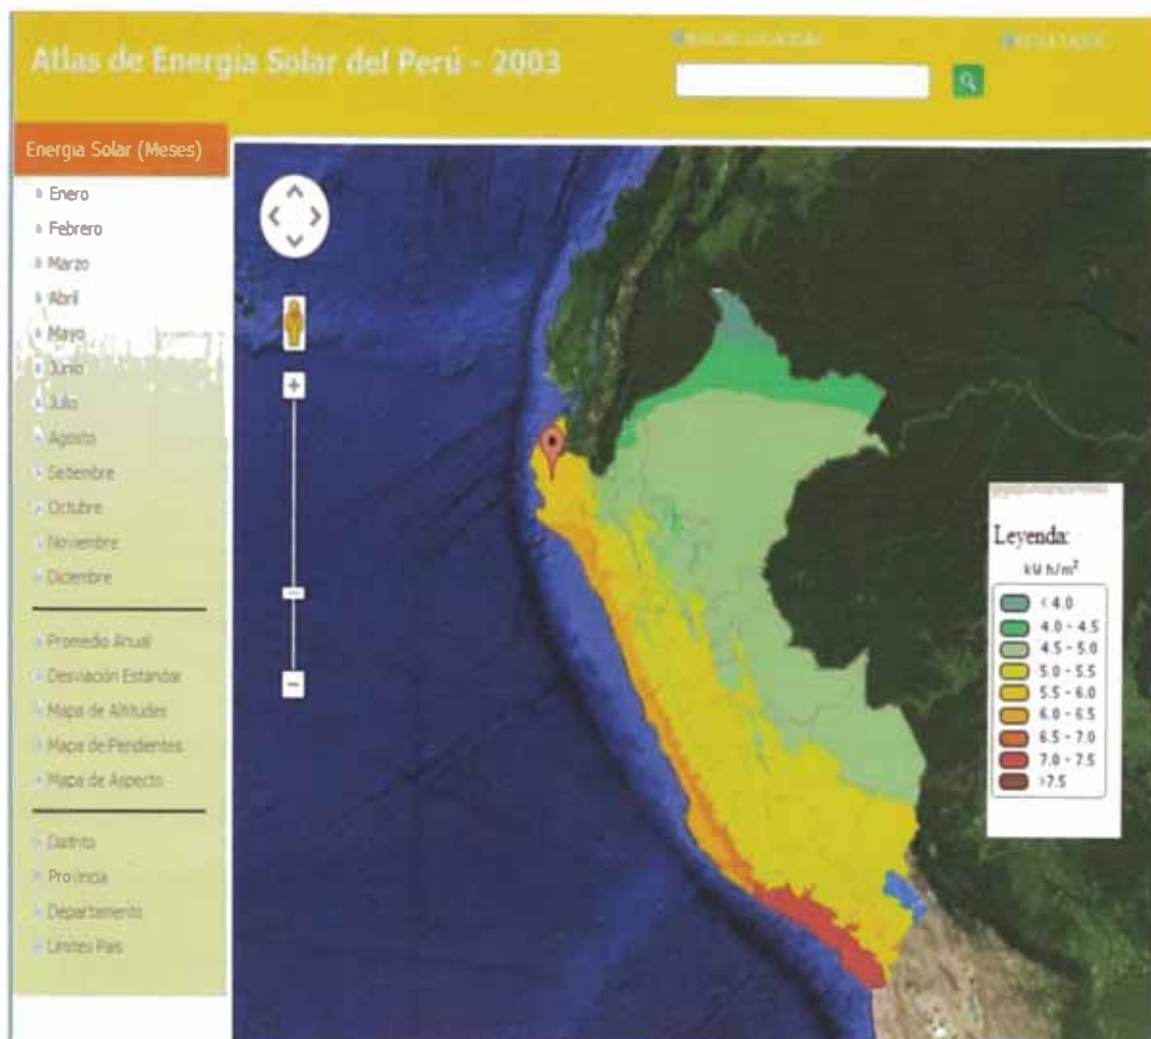 Atlas de Energía Solar del Perú - 2003
Energía Solar (Meses)
Enero
Febrero
Marzo
Abril
Mayo
Junio
Julio
Agosto
Setiembre
Octubre
Noviembre
Diciembre
Promedio Anual
Desviación Estandar
Mapa de Altitudes
Mapa de Pendientes
Mapa de Aspecto
Distrito
Provincia
Departamento
Limites Pais
Leyenda:
kW h/m²
< 4.0
4.0 - 4.5
4.5 - 5.0
5.0 - 5.5
5.5 - 6.0
6.0 - 6.5
6.5 - 7.0
7.0 - 7.5
>7.5